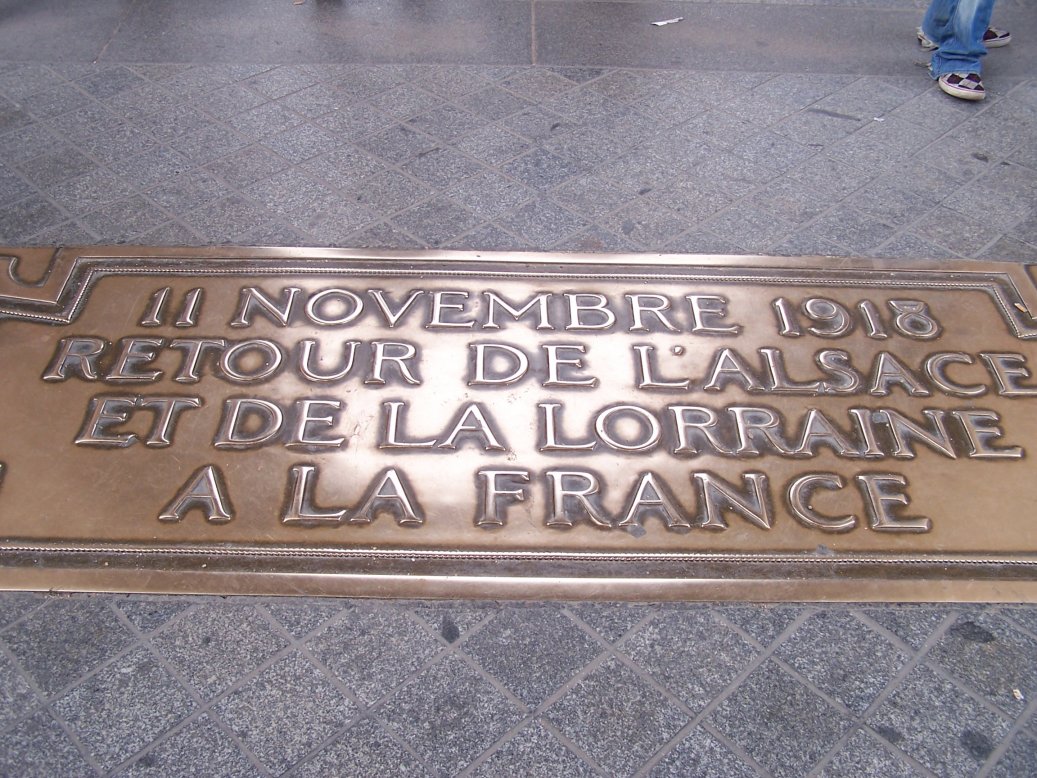 11 NOVEMBRE 1918
RETOUR DE L'ALSACE
ET DE LA LORRAINE
A LA FRANCE